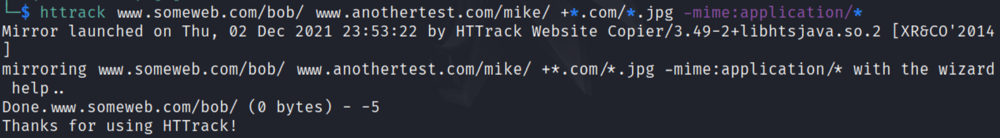 └─$ httrack www.someweb.com/bob/ www.anothertest.com/mike/ +*.com/*.jpg -mime:application/*
Mirror launched on Thu, 02 Dec 2021 23:53:22 by HTTrack Website Copier/3.49-2+libhtsjava.so.2 [XR&CO'2014
]
mirroring www.someweb.com/bob/ www.anothertest.com/mike/ +*.com/*.jpg -mime:application/* with the wizard
 help..
Done.www.someweb.com/bob/ (0 bytes) - -5
Thanks for using HTTrack!